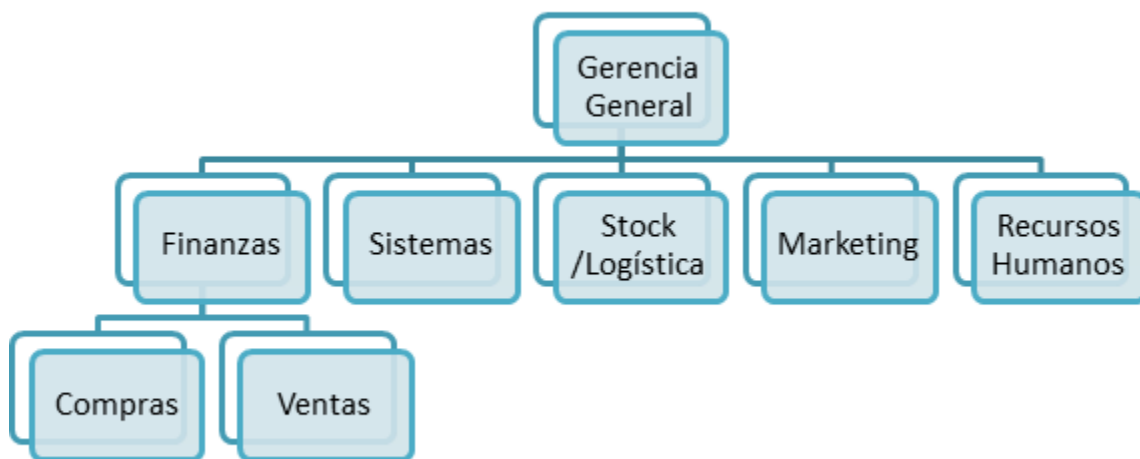 Gerencia
General
Finanzas
Sistemas
Stock
/Logística
Marketing
Recursos
Humanos
Compras
Ventas